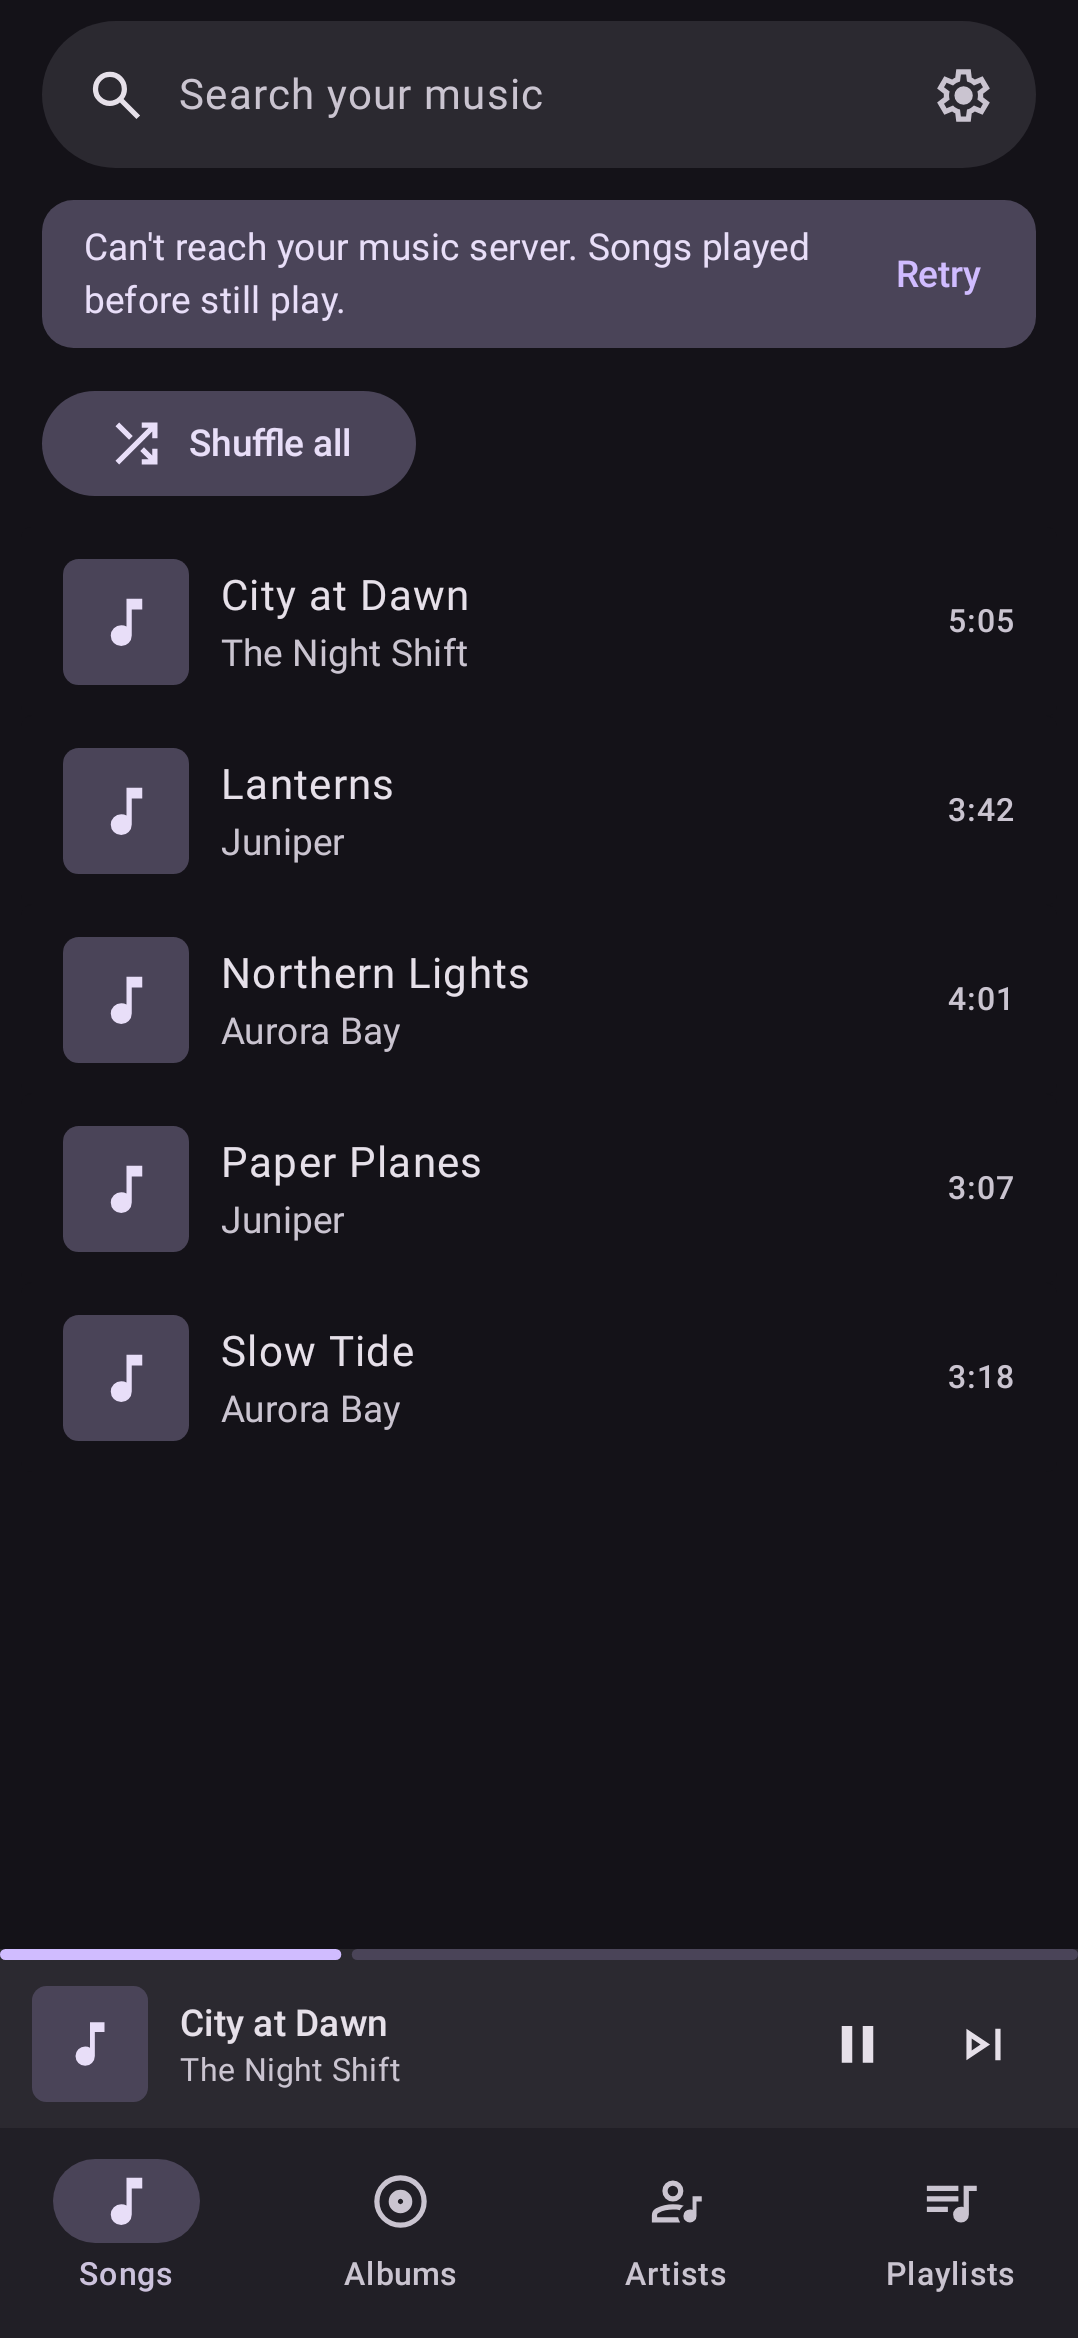 Search your music
Can't reach your music server. Songs played
before still play.
Retry
Shuffle all
City at Dawn
The Night Shift
5:05
Lanterns
Juniper
3:42
Northern Lights
Aurora Bay
4:01
Paper Planes
Juniper
3:07
Slow Tide
Aurora Bay
3:18
City at Dawn
The Night Shift
Songs
Albums
Artists
Playlists